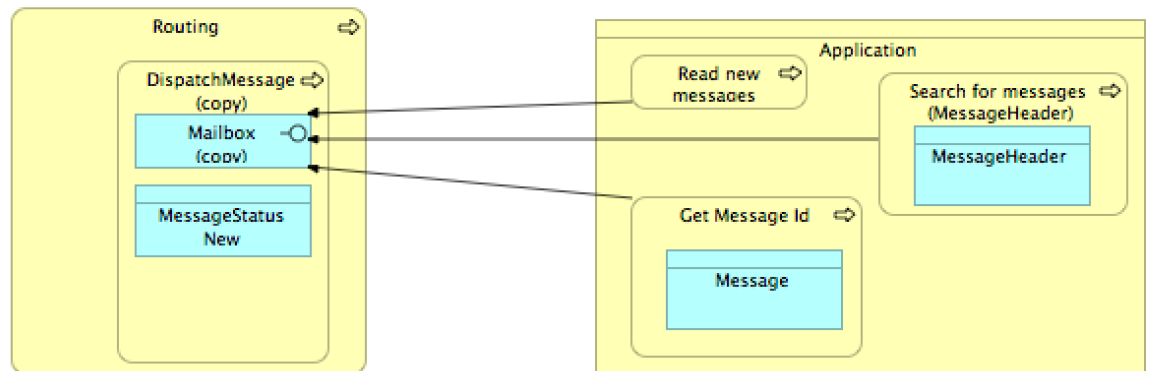 Routing
DispatchMessage
(copy)
Mailbox
(copy)
MessageStatus
New
Application
Read new
messages
Search for messages
(MessageHeader)
MessageHeader
Get Message Id
Message